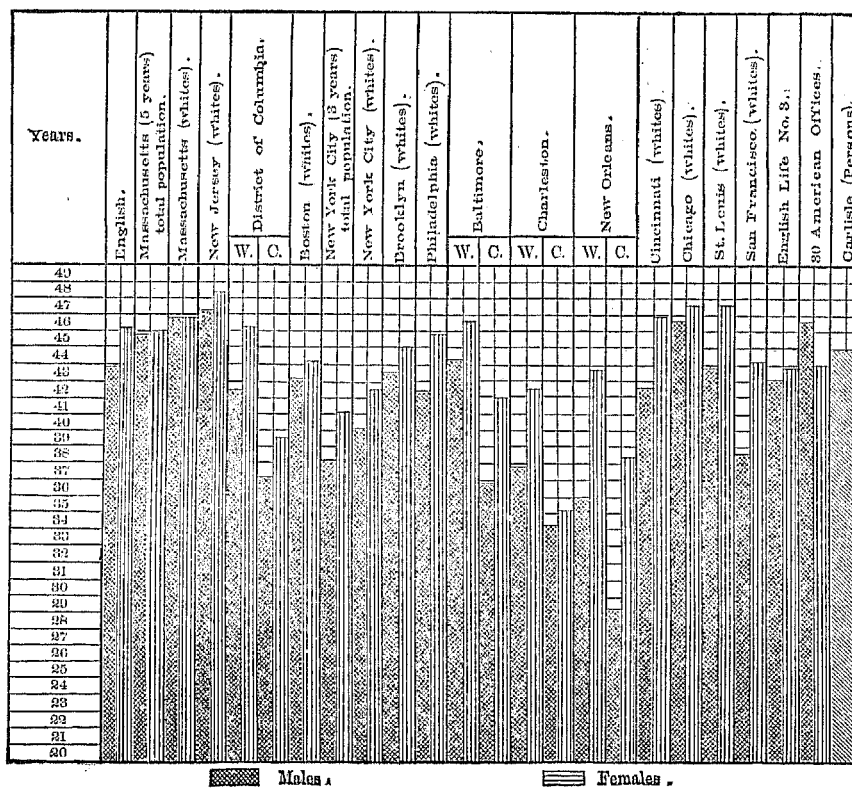 Years.
English.
Massachusetts (5 years)
total population.
Massachusetts (whites).
New Jersey (whites).
District of Columbia.
W. C.
Boston (whites).
New York City (3 years)
total population.
New York City (whites).
Brooklyn (whites).
Philadelphia (whites).
Baltimore.
W. C.
Charleston.
W. C.
New Orleans.
W. C.
Cincinnati (whites)
Chicago (whites).
St. Louis (whites).
San Francisco (whites).
English Life No. 3.
30 American Offices.
Carlisle (Persons)
49
48
47
46
45
44
43
42
41
40
39
38
37
36
35
34
33
32
31
30
29
28
27
26
25
24
23
22
21
20
Males.
Females.